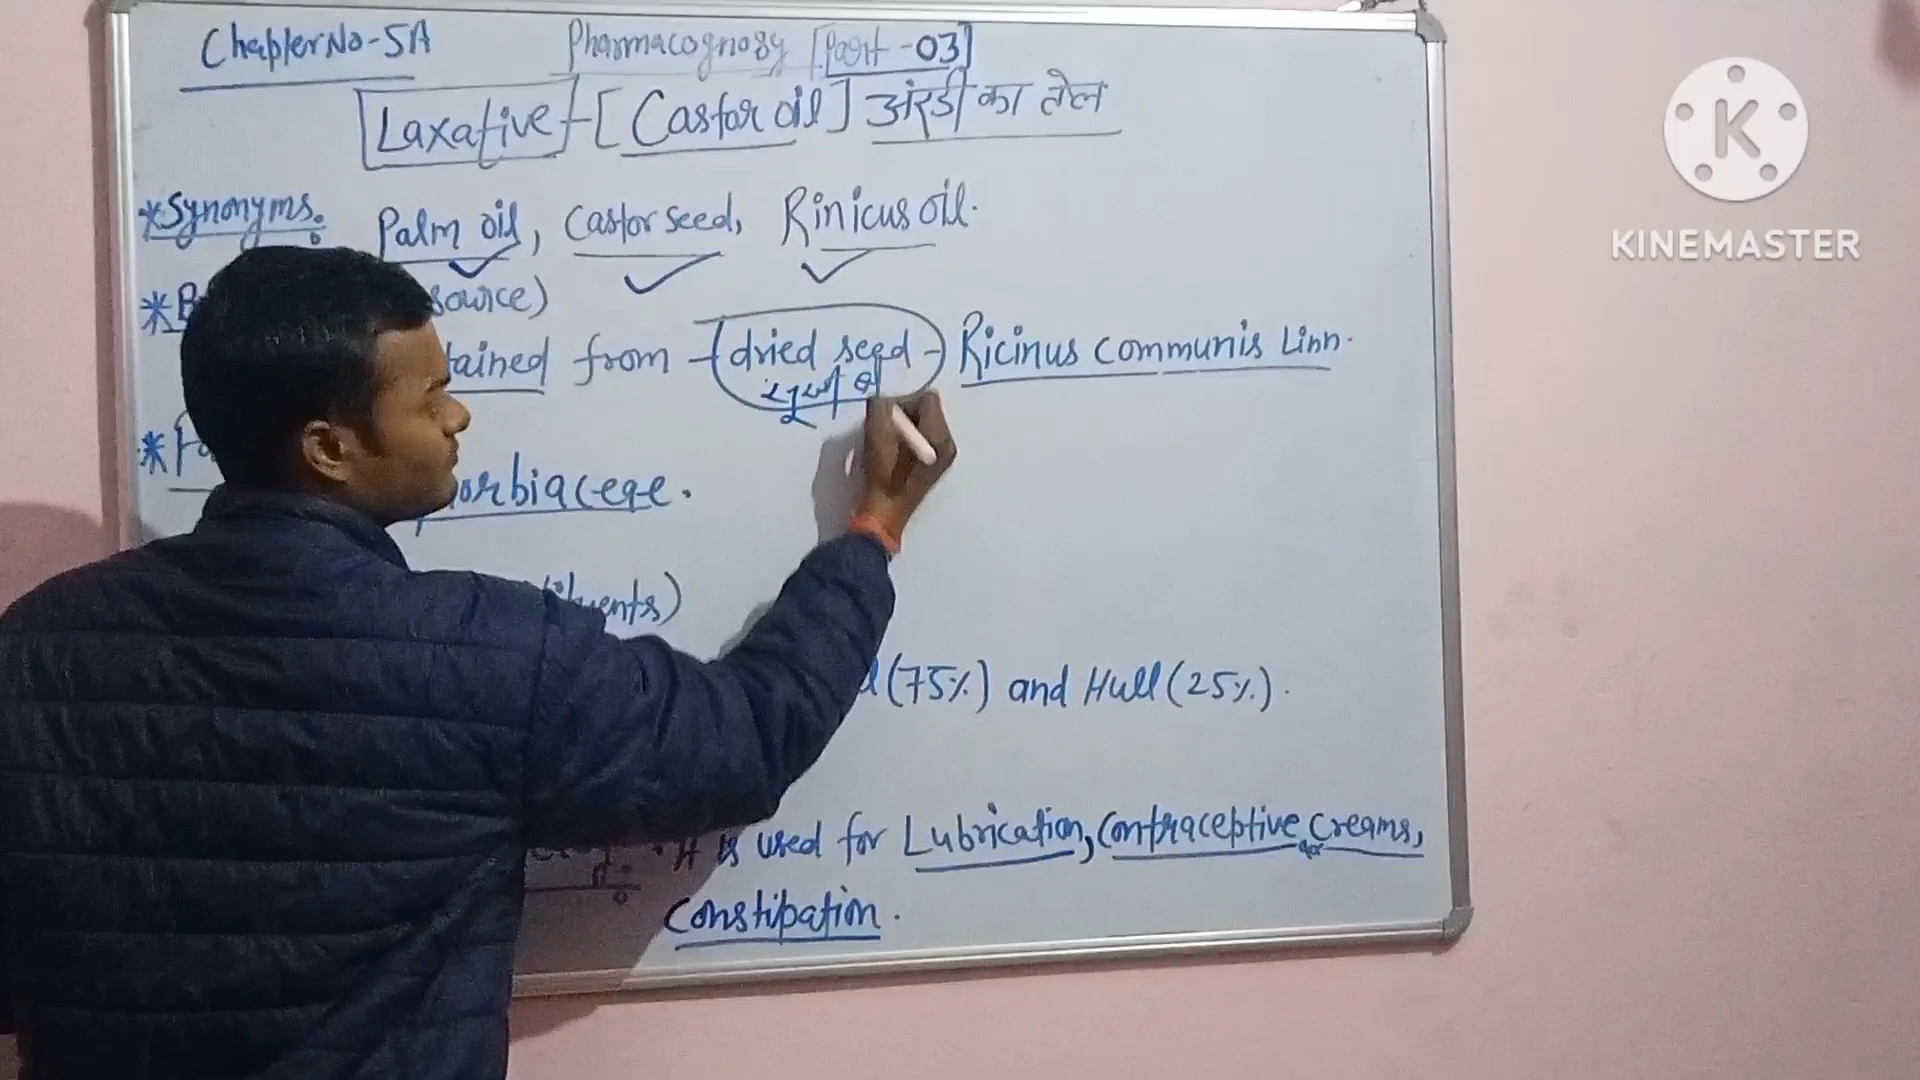 Chapter No-5A Pharmacognosy [Part-03]
Laxative - [Castor oil] अंरडी का तेल
*Synonyms: Palm oil, Castor seed, Rinicus oil.
source)
tained from - (dried seed -) Ricinus communis Linn.
orbiaceae.
ituents)
(75%) and Hull (25%).
It is used for Lubrication, Contraceptive creams,
Constipation.
K
KINEMASTER